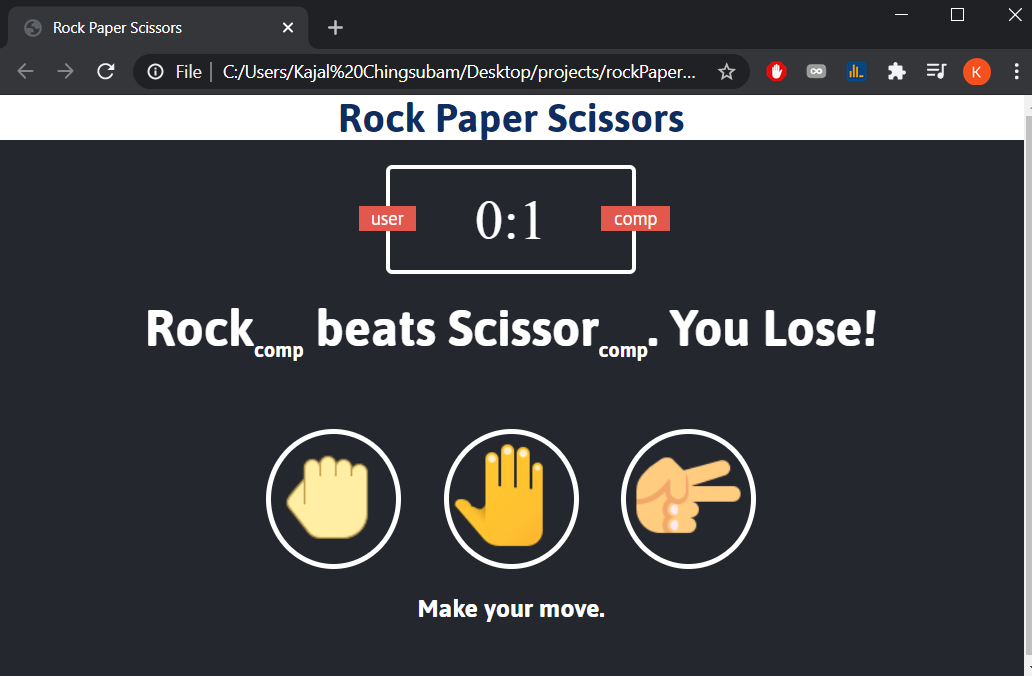 Rock Paper Scissors
File | C:/Users/Kajal%20Chingsubam/Desktop/projects/rockPaper...
K
Rock Paper Scissors
user 0:1 comp
Rockcomp beats Scissorcomp. You Lose!
Make your move.